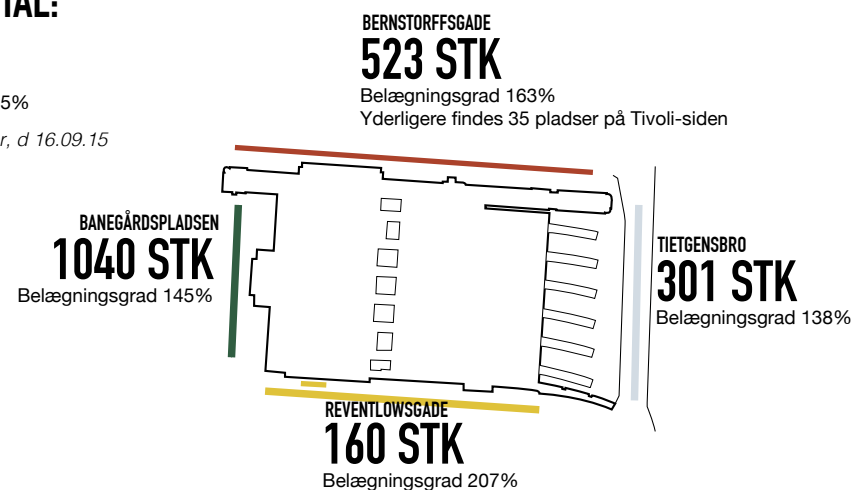 BERNSTORFFSGADE
523 STK
Belægningsgrad 163%
Yderligere findes 35 pladser på Tivoli-siden
5%
d 16.09.15
BANEGÅRDSPLADSEN
1040 STK
Belægningsgrad 145%
TIETGENSBRO
301 STK
Belægningsgrad 138%
REVENTLOWSGADE
160 STK
Belægningsgrad 207%